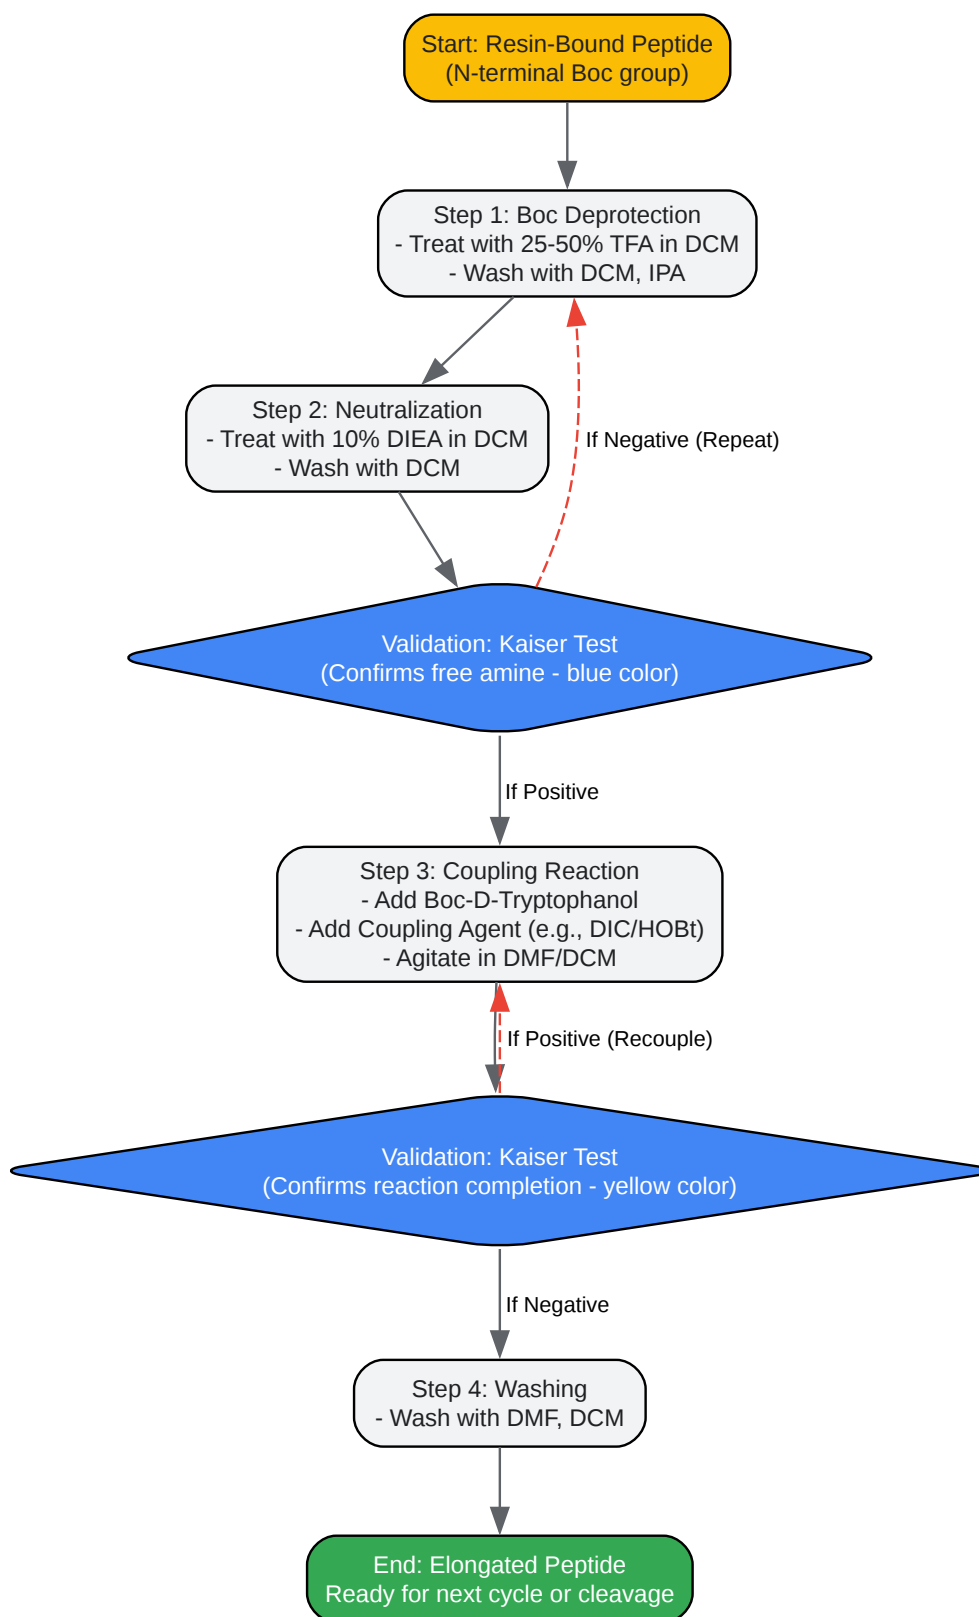 Start: Resin-Bound Peptide
(N-terminal Boc group)
Step 1: Boc Deprotection
- Treat with 25-50% TFA in DCM
- Wash with DCM, IPA
Step 2: Neutralization
- Treat with 10% DIEA in DCM
- Wash with DCM
If Negative (Repeat)
Validation: Kaiser Test
(Confirms free amine - blue color)
If Positive
Step 3: Coupling Reaction
- Add Boc-D-Tryptophanol
- Add Coupling Agent (e.g., DIC/HOBt)
- Agitate in DMF/DCM
If Positive (Recouple)
Validation: Kaiser Test
(Confirms reaction completion - yellow color)
If Negative
Step 4: Washing
- Wash with DMF, DCM
End: Elongated Peptide
Ready for next cycle or cleavage